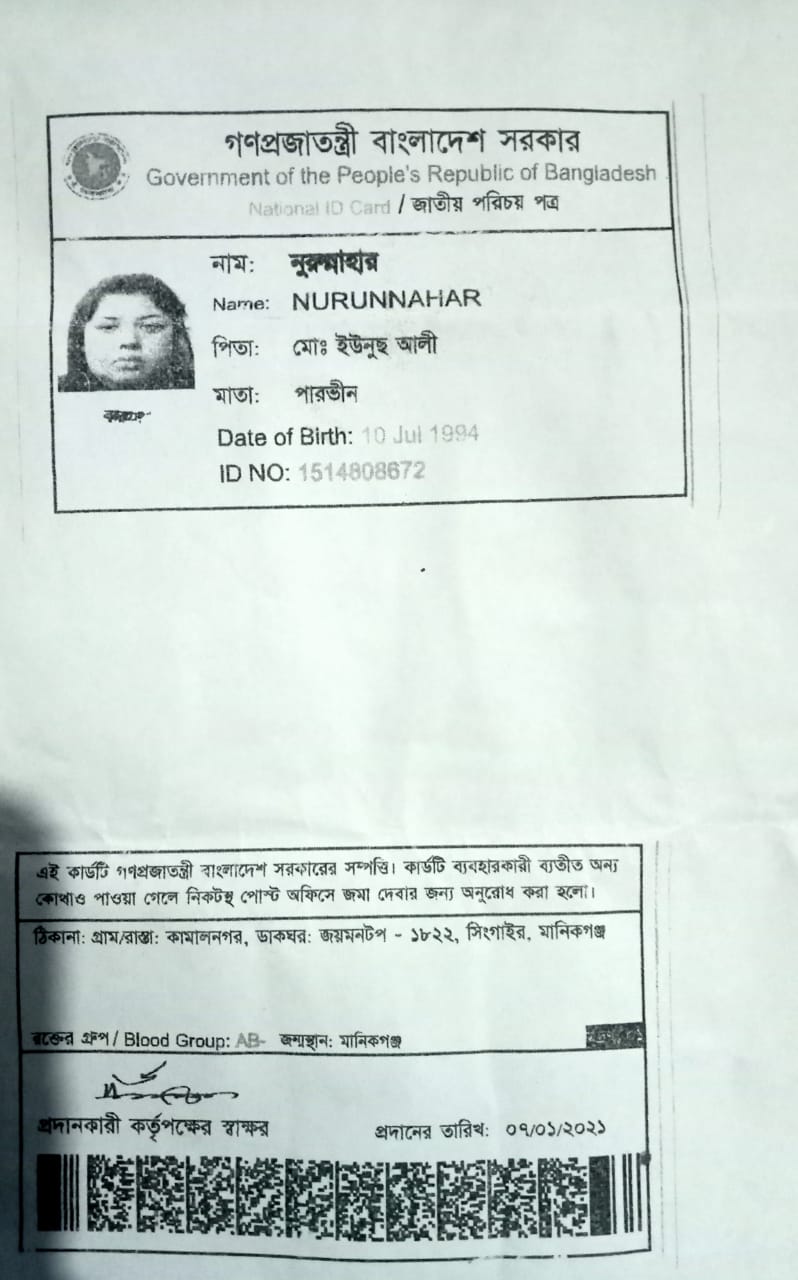 গণপ্রজাতন্ত্রী বাংলাদেশ সরকার
Government of the People's Republic of Bangladesh
National ID Card / জাতীয় পরিচয় পত্র
নাম: নুরুন্নাহার
Name: NURUNNAHAR
পিতা: মোঃ ইউনুছ আলী
মাতা: পারভীন
Date of Birth: 10 Jul 1994
ID NO: 1514808672
এই কার্ডটি গণপ্রজাতন্ত্রী বাংলাদেশ সরকারের সম্পত্তি। কার্ডটি ব্যবহারকারী ব্যতীত অন্য
কোথাও পাওয়া গেলে নিকটস্থ পোস্ট অফিসে জমা দেবার জন্য অনুরোধ করা হলো।
ঠিকানা: গ্রাম/রাস্তা: কামালনগর, ডাকঘর: জয়মনটপ - ১৮২২, সিংগাইর, মানিকগঞ্জ
রক্তের গ্রুপ / Blood Group: AB- জন্মস্থান: মানিকগঞ্জ
প্রদানকারী কর্তৃপক্ষের স্বাক্ষর প্রদানের তারিখ: ০৭/০১/২০২১